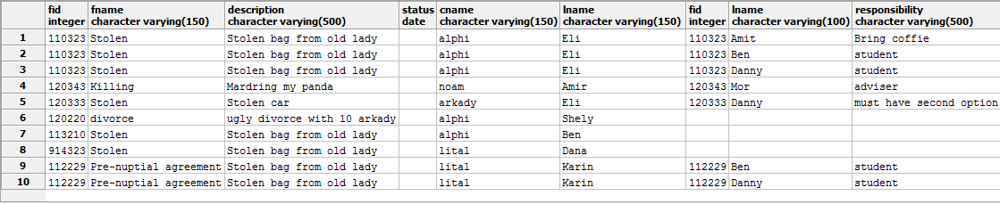 fid fname description status cname lname fid lname responsibility
integer character varying(150) character varying(500) date character varying(150) character varying(150) integer character varying(100) character varying(500)
1 110323 Stolen Stolen bag from old lady alphi Eli 110323 Amit Bring coffie
2 110323 Stolen Stolen bag from old lady alphi Eli 110323 Ben student
3 110323 Stolen Stolen bag from old lady alphi Eli 110323 Danny student
4 120343 Killing Mardring my panda noam Amir 120343 Mor adviser
5 120333 Stolen Stolen car arkady Eli 120333 Danny must have second option
6 120220 divorce ugly divorce with 10 arkady alphi Shely
7 113210 Stolen Stolen bag from old lady alphi Ben
8 914323 Stolen Stolen bag from old lady lital Dana
9 112229 Pre-nuptial agreement Stolen bag from old lady lital Karin 112229 Ben student
10 112229 Pre-nuptial agreement Stolen bag from old lady lital Karin 112229 Danny student